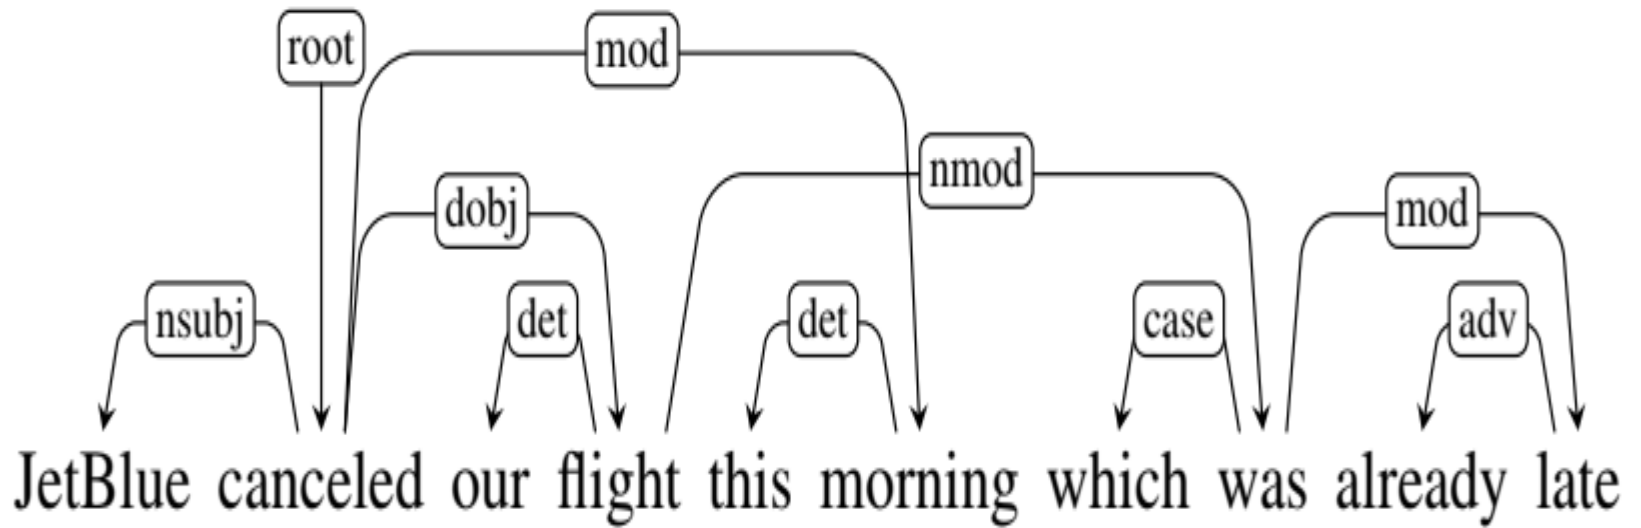 root mod
nmod
dobj mod
nsubj det det case adv
JetBlue canceled our flight this morning which was already late